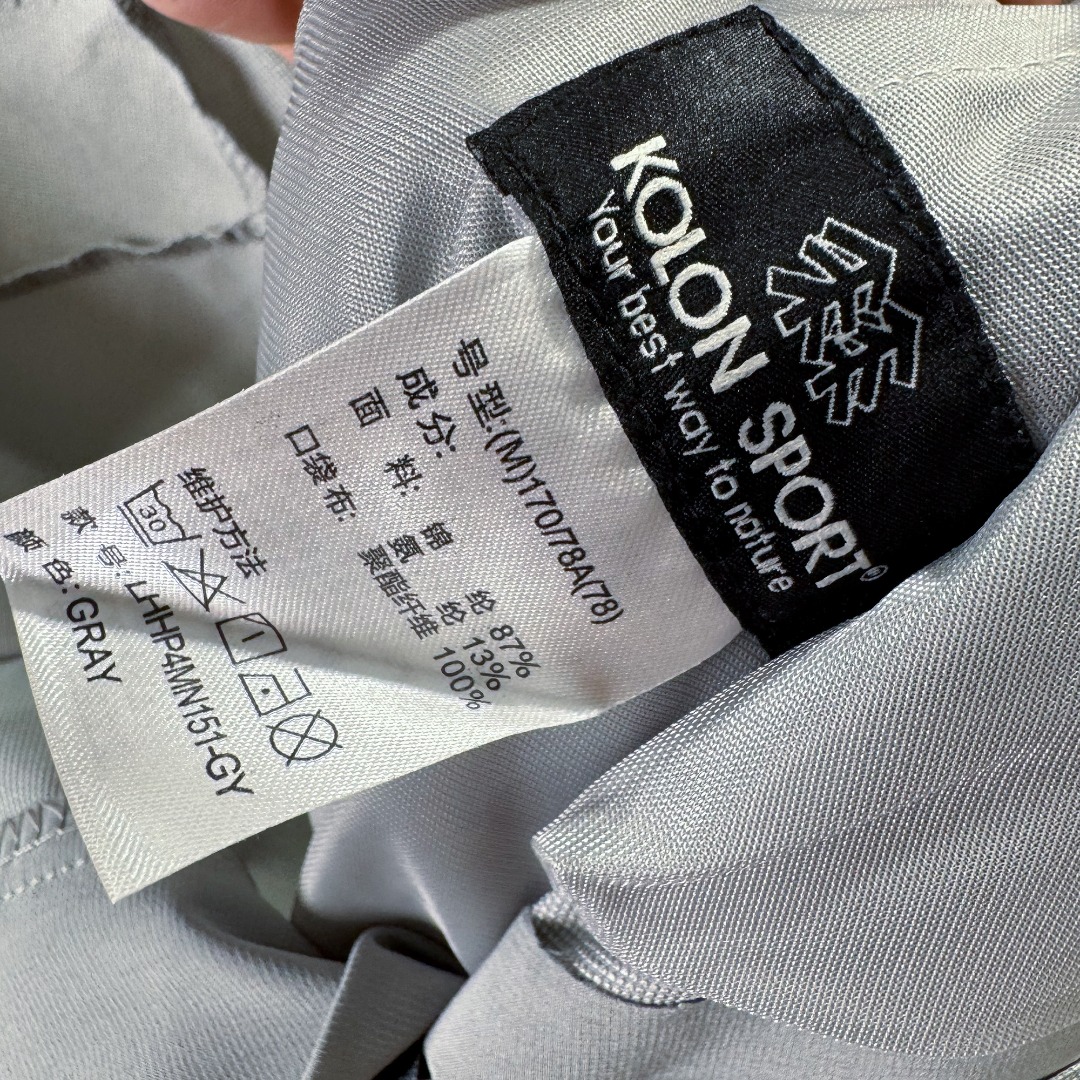 KOLON SPORT®
Your best way to nature
号型:(M)170/78A(78)
成分:
面 料: 锦 纶 87%
氨 纶 13%
口袋布: 聚酯纤维 100%
维护方法
30
款 号: LHHP4MN151-GY
颜 色: GRAY